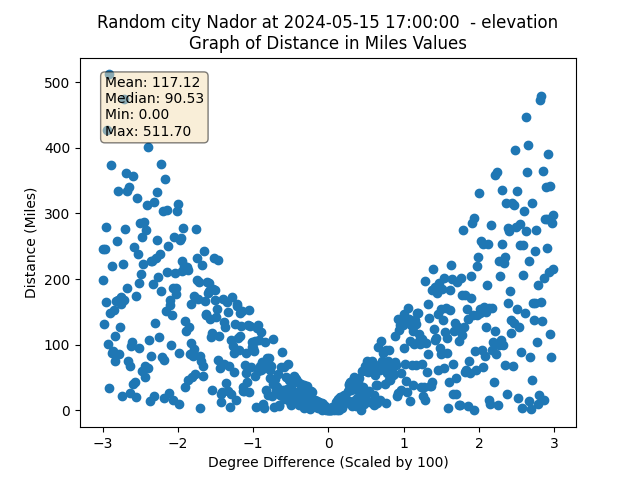 Random city Nador at 2024-05-15 17:00:00 - elevation
Graph of Distance in Miles Values
Mean: 117.12
Median: 90.53
Min: 0.00
Max: 511.70
500
400
300
200
100
0
Distance (Miles)
−3 −2 −1 0 1 2 3
Degree Difference (Scaled by 100)